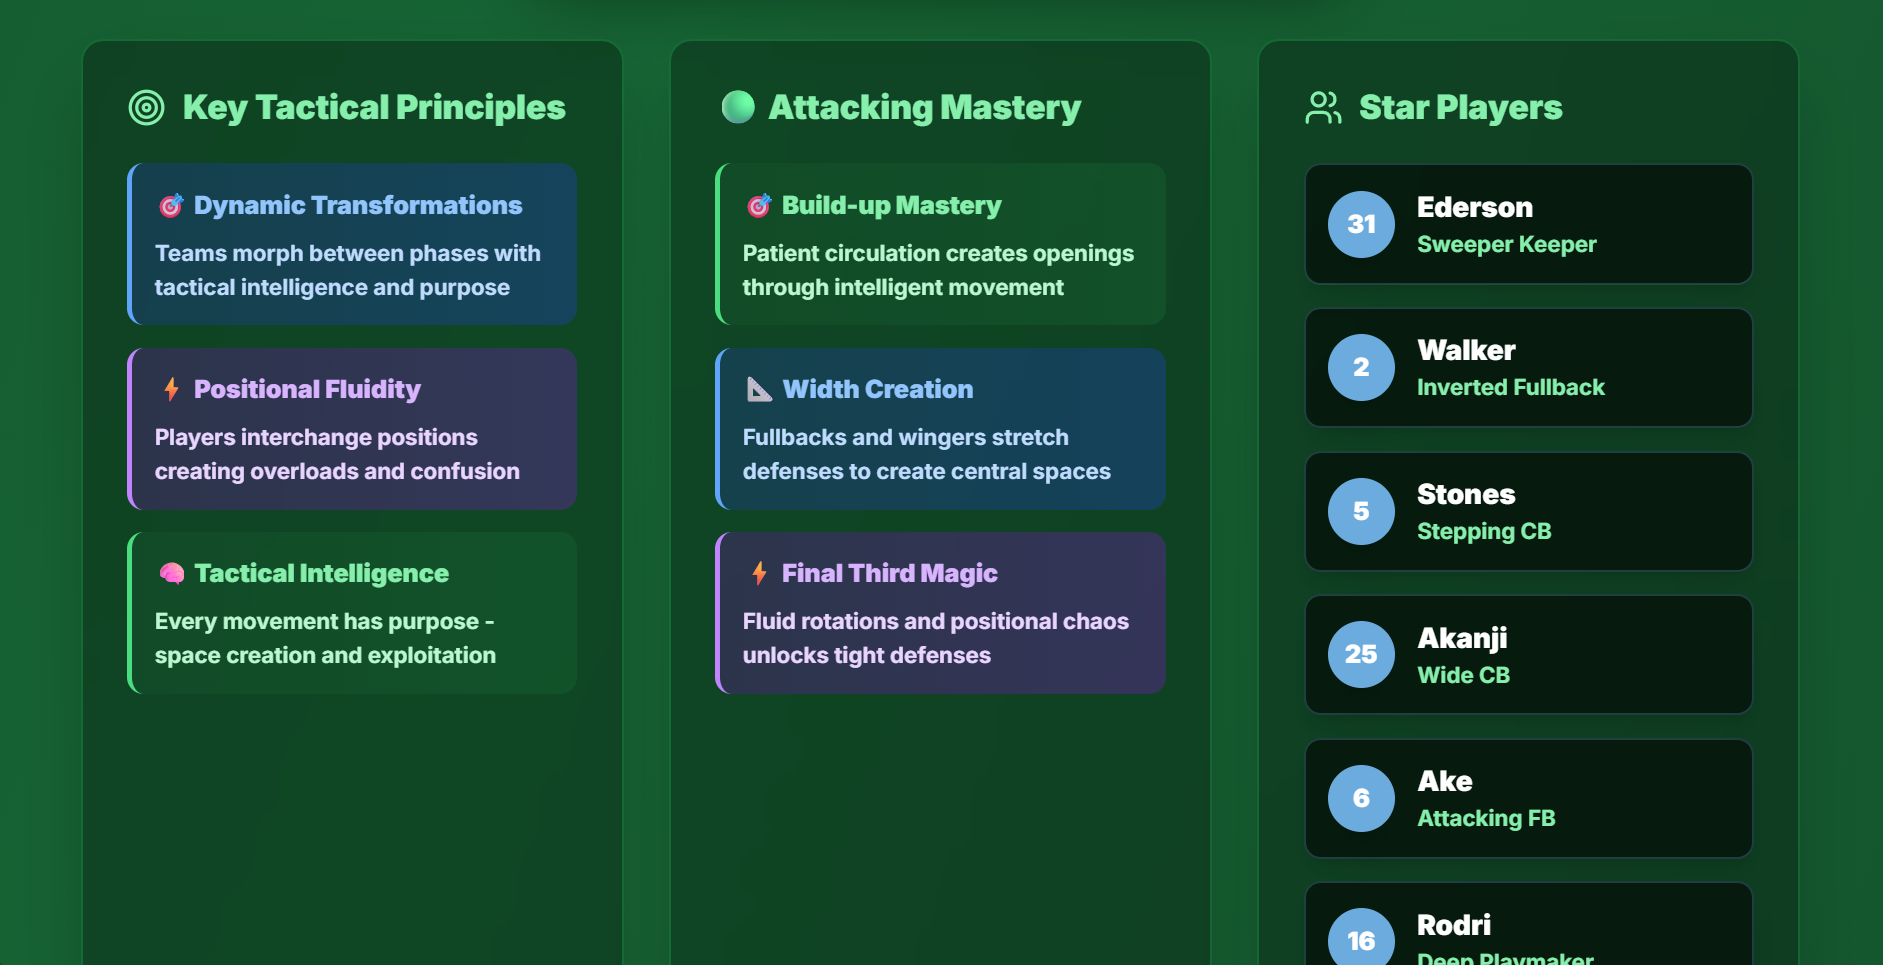 Key Tactical Principles
Dynamic Transformations
Teams morph between phases with
tactical intelligence and purpose
Positional Fluidity
Players interchange positions
creating overloads and confusion
Tactical Intelligence
Every movement has purpose -
space creation and exploitation
Attacking Mastery
Build-up Mastery
Patient circulation creates openings
through intelligent movement
Width Creation
Fullbacks and wingers stretch
defenses to create central spaces
Final Third Magic
Fluid rotations and positional chaos
unlocks tight defenses
Star Players
31
Ederson
Sweeper Keeper
2
Walker
Inverted Fullback
5
Stones
Stepping CB
25
Akanji
Wide CB
6
Ake
Attacking FB
16
Rodri
Deep Playmaker